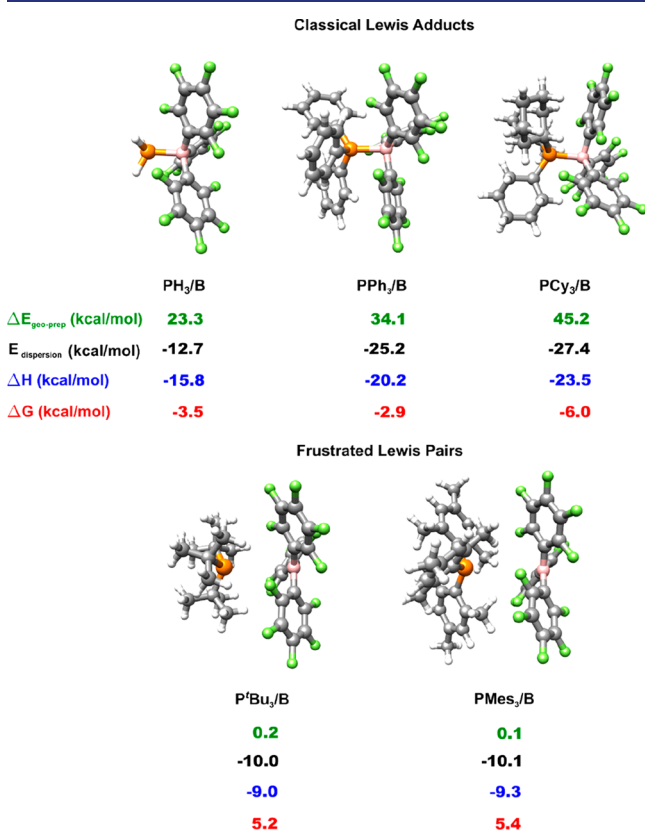 Classical Lewis Adducts
PH₃/B PPh₃/B PCy₃/B
ΔE_geo-prep (kcal/mol) 23.3 34.1 45.2
E_dispersion (kcal/mol) -12.7 -25.2 -27.4
ΔH (kcal/mol) -15.8 -20.2 -23.5
ΔG (kcal/mol) -3.5 -2.9 -6.0
Frustrated Lewis Pairs
PᵗBu₃/B PMes₃/B
0.2 0.1
-10.0 -10.1
-9.0 -9.3
5.2 5.4